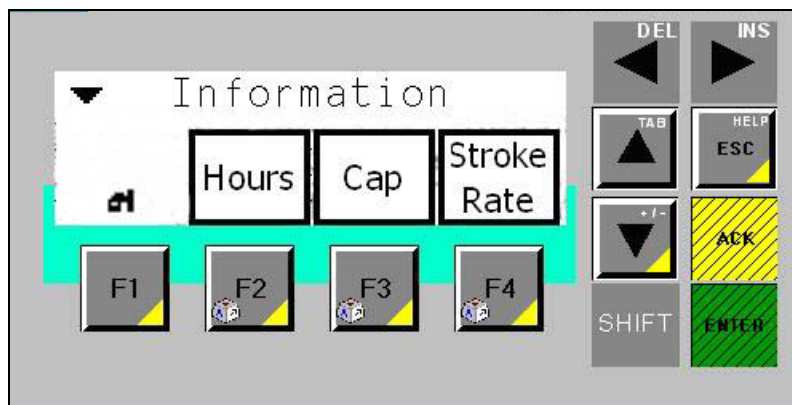 DEL INS
Information
TAB HELP
ESC
Hours Cap Stroke
Rate
+/-
ACK
F1 F2 F3 F4
SHIFT ENTER